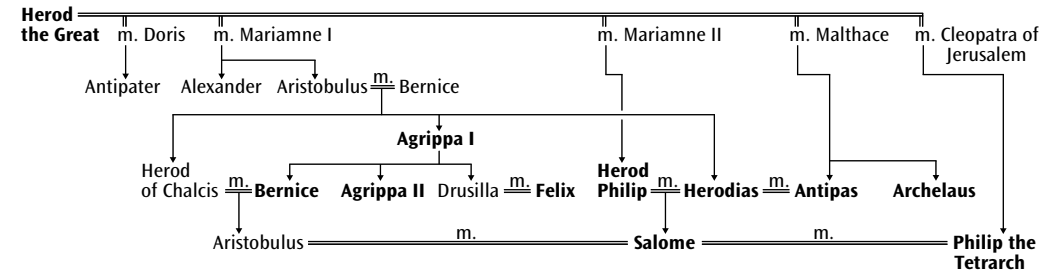 Herod
the Great m. Doris m. Mariamne I m. Mariamne II m. Malthace m. Cleopatra of
Jerusalem
Antipater Alexander Aristobulus m. Bernice
Agrippa I
Herod
of Chalcis m. Bernice Agrippa II Drusilla m. Felix
Herod
Philip m. Herodias m. Antipas Archelaus
Aristobulus m. Salome m. Philip the
Tetrarch